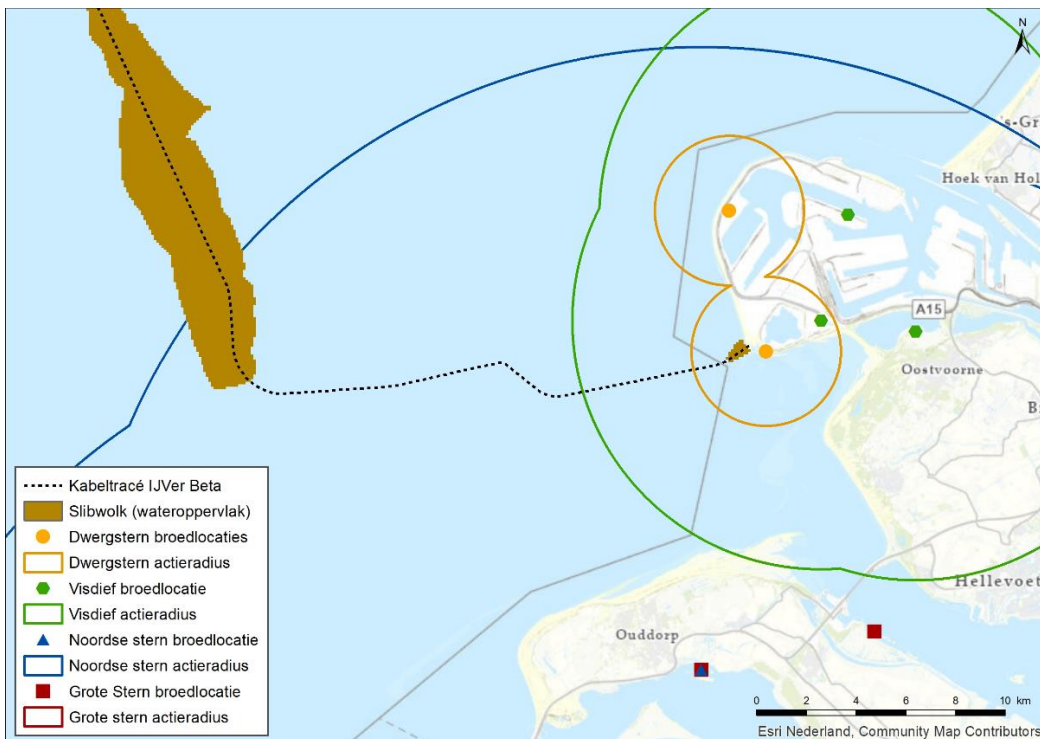 N
's-Gr
Hoek van Hol
A15
Oostvoorne
Br
Hellevoet
Ouddorp
Kabeltracé IJVer Beta
Slibwolk (wateroppervlak)
Dwergstern broedlocaties
Dwergstern actieradius
Visdief broedlocatie
Visdief actieradius
Noordse stern broedlocatie
Noordse stern actieradius
Grote Stern broedlocatie
Grote stern actieradius
0 2 4 6 8 10 km
Esri Nederland, Community Map Contributors